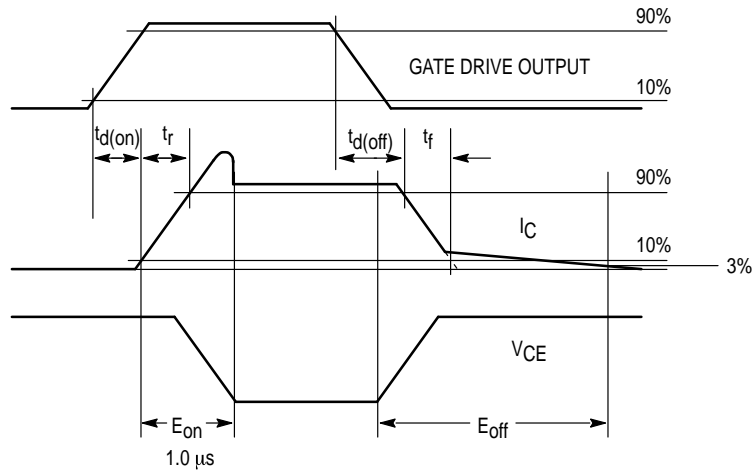 90%
GATE DRIVE OUTPUT
10%
td(on) tr td(off) tf
90%
IC
10%
3%
VCE
Eon Eoff
1.0 μs